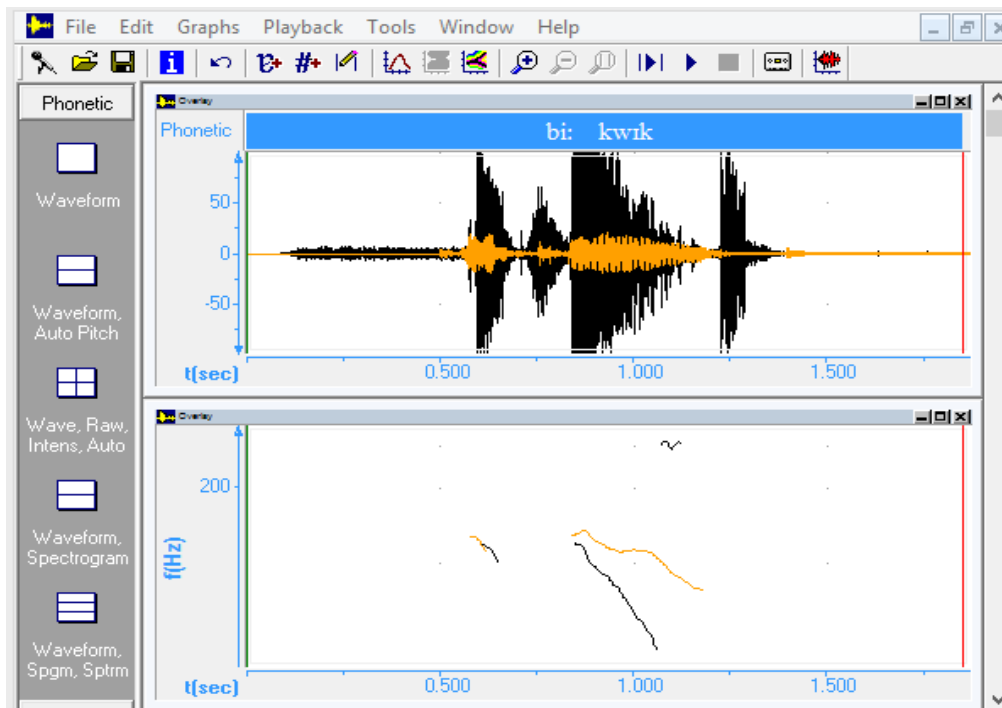 File Edit Graphs Playback Tools Window Help
Phonetic
Waveform
Waveform,
Auto Pitch
Wave, Raw,
Intens, Auto
Waveform,
Spectrogram
Waveform,
Spgm, Sptrm
Overlay
Phonetic
bi: kwɪk
50
0
-50
t(sec) 0.500 1.000 1.500
Overlay
200
f(Hz)
t(sec) 0.500 1.000 1.500